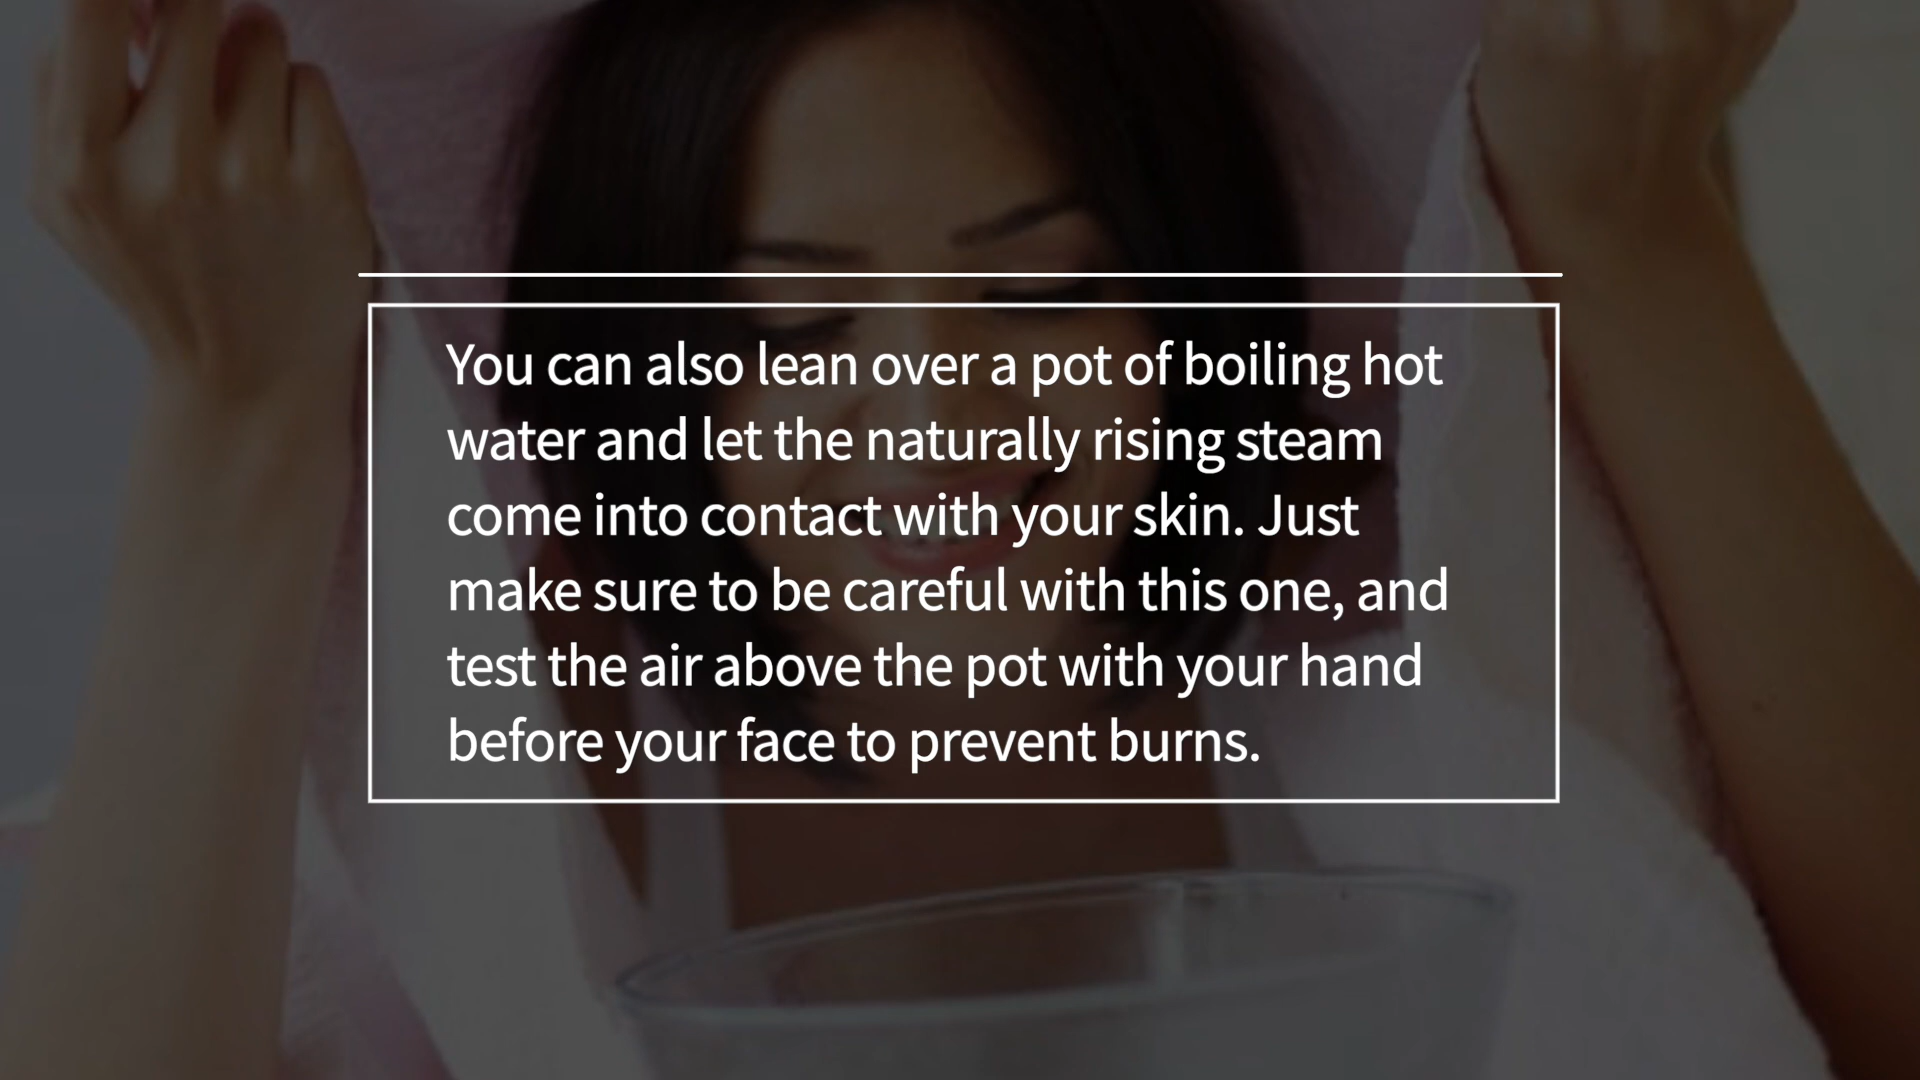 You can also lean over a pot of boiling hot
water and let the naturally rising steam
come into contact with your skin. Just
make sure to be careful with this one, and
test the air above the pot with your hand
before your face to prevent burns.